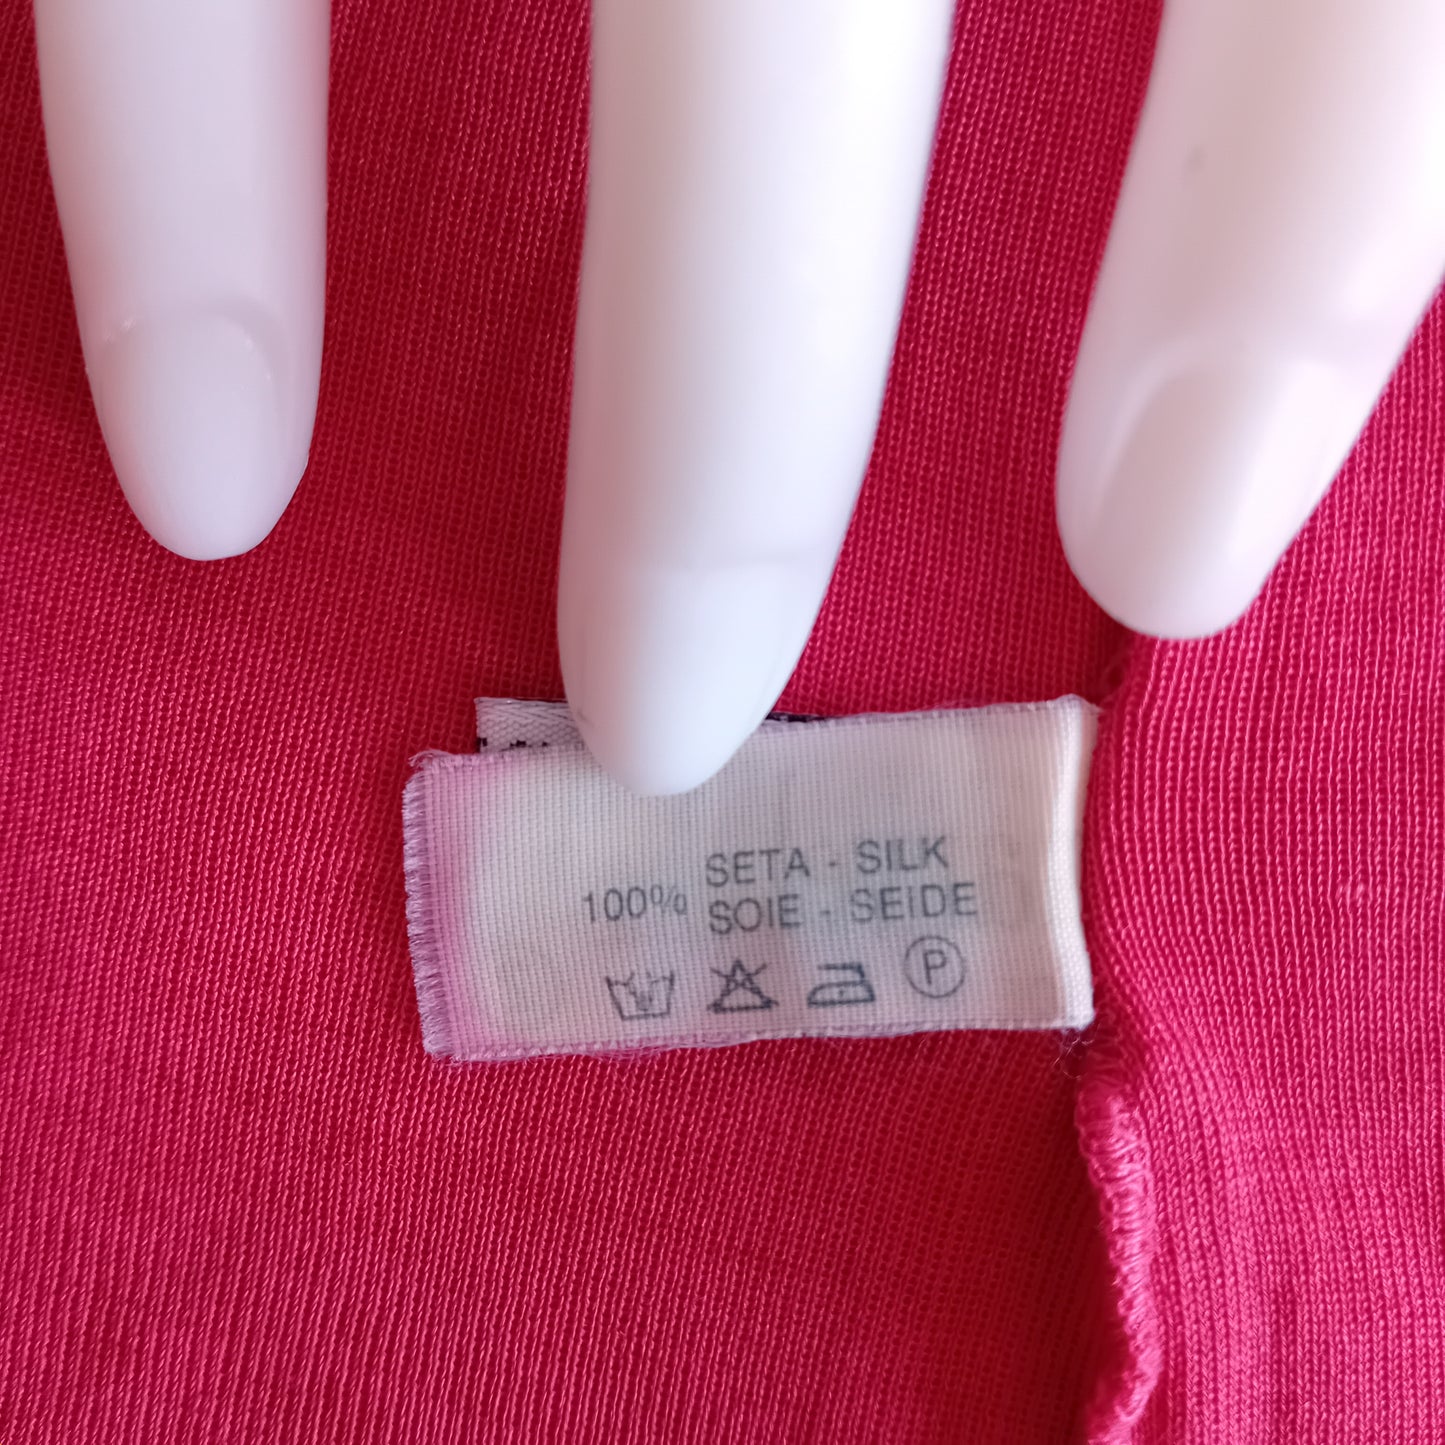 SETA - SILK
100% SOIE - SEIDE
P